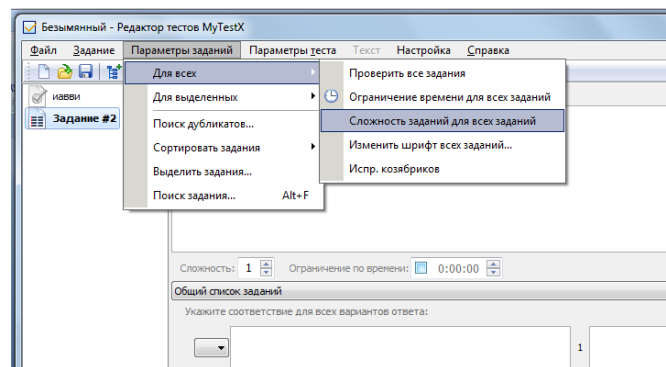 Безымянный - Редактор тестов MyTestX
Файл Задание Параметры заданий Параметры теста Текст Настройка Справка
Для всех
Для выделенных
Поиск дубликатов...
Сортировать задания
Выделить задания...
Поиск задания... Alt+F
Проверить все задания
Ограничение времени для всех заданий
Сложность заданий для всех заданий
Изменить шрифт всех заданий...
Испр. козябриков
иавви
Задание #2
Сложность: 1 Ограничение по времени: 0:00:00
Общий список заданий
Укажите соответствие для всех вариантов ответа:
1